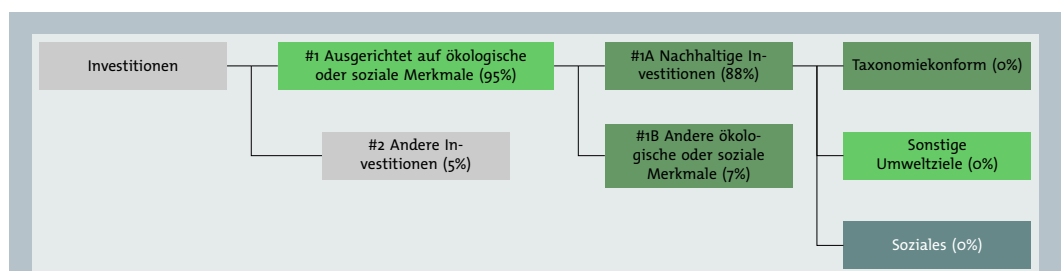 Investitionen
#1 Ausgerichtet auf ökologische
oder soziale Merkmale (95%)
#1A Nachhaltige In-
vestitionen (88%)
Taxonomiekonform (0%)
#2 Andere In-
vestitionen (5%)
#1B Andere ökolo-
gische oder soziale
Merkmale (7%)
Sonstige
Umweltziele (0%)
Soziales (0%)